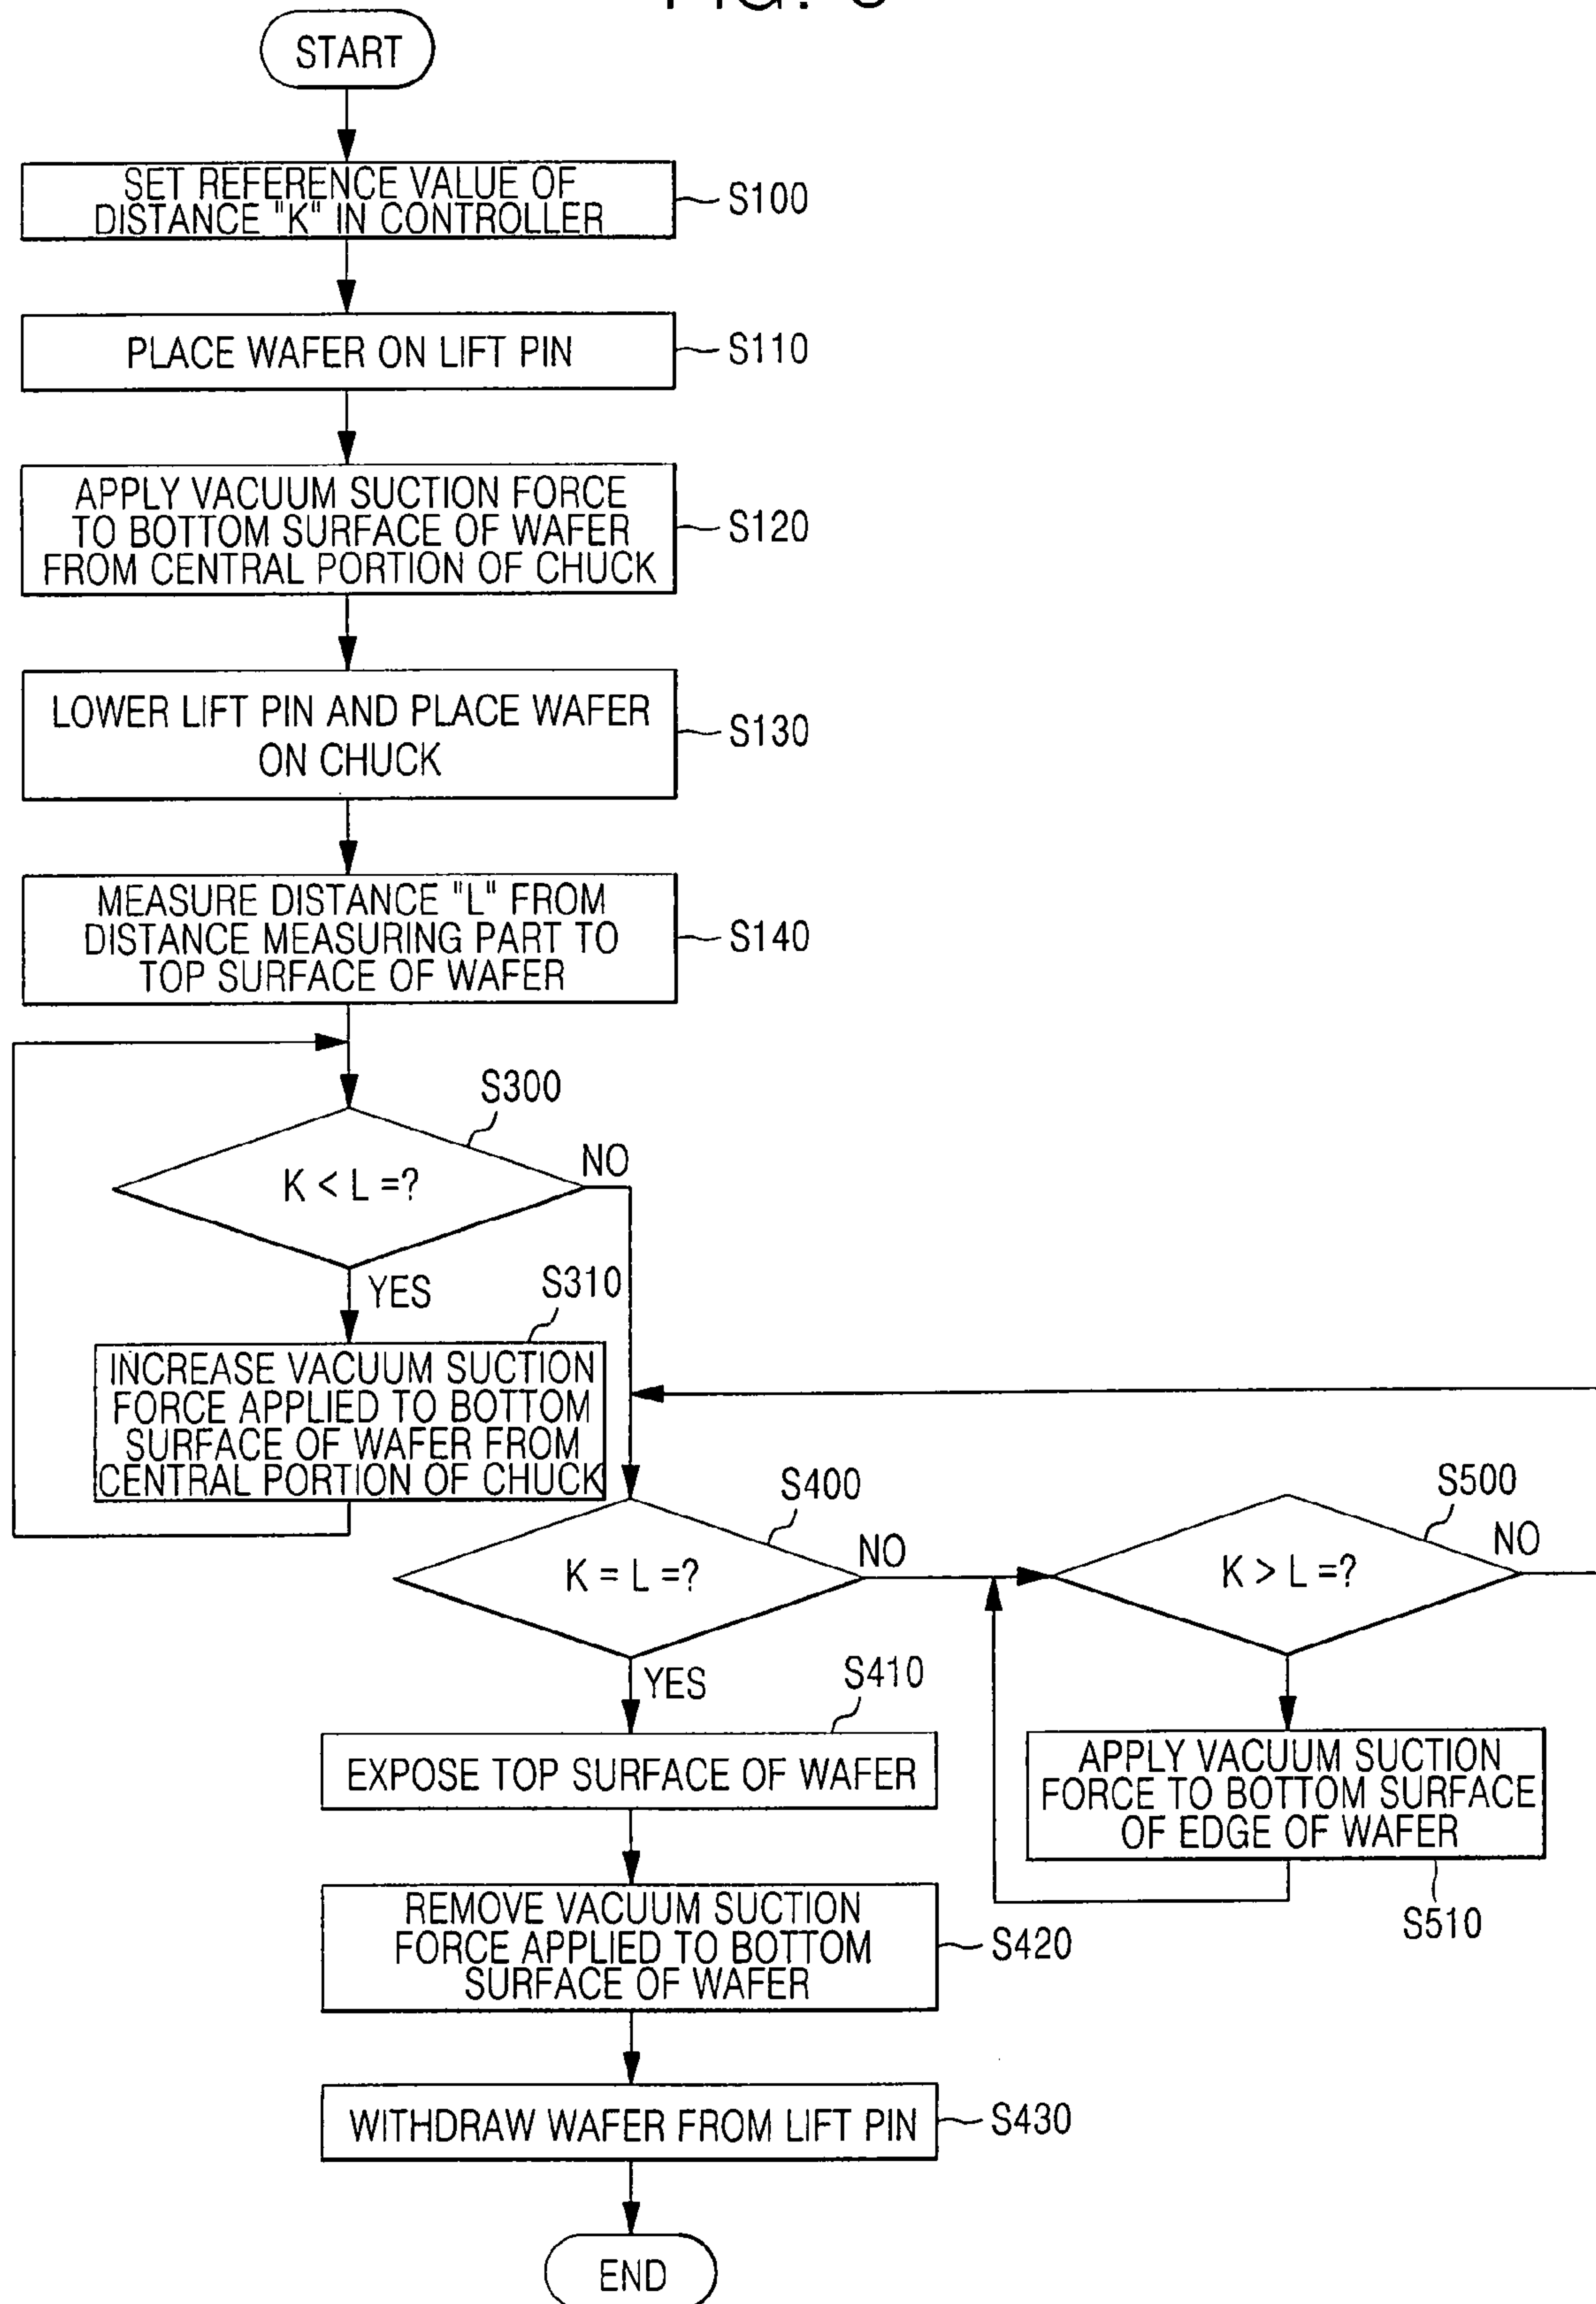 START
SET REFERENCE VALUE OF
DISTANCE "K" IN CONTROLLER
S100
PLACE WAFER ON LIFT PIN
S110
APPLY VACUUM SUCTION FORCE
TO BOTTOM SURFACE OF WAFER
FROM CENTRAL PORTION OF CHUCK
S120
LOWER LIFT PIN AND PLACE WAFER
ON CHUCK
S130
MEASURE DISTANCE "L" FROM
DISTANCE MEASURING PART TO
TOP SURFACE OF WAFER
S140
S300
K < L =?
NO
YES
S310
INCREASE VACUUM SUCTION
FORCE APPLIED TO BOTTOM
SURFACE OF WAFER FROM
CENTRAL PORTION OF CHUCK
S400
K = L =?
NO
YES
S500
K > L =?
NO
S410
EXPOSE TOP SURFACE OF WAFER
APPLY VACUUM SUCTION
FORCE TO BOTTOM SURFACE
OF EDGE OF WAFER
S510
REMOVE VACUUM SUCTION
FORCE APPLIED TO BOTTOM
SURFACE OF WAFER
S420
WITHDRAW WAFER FROM LIFT PIN
S430
END